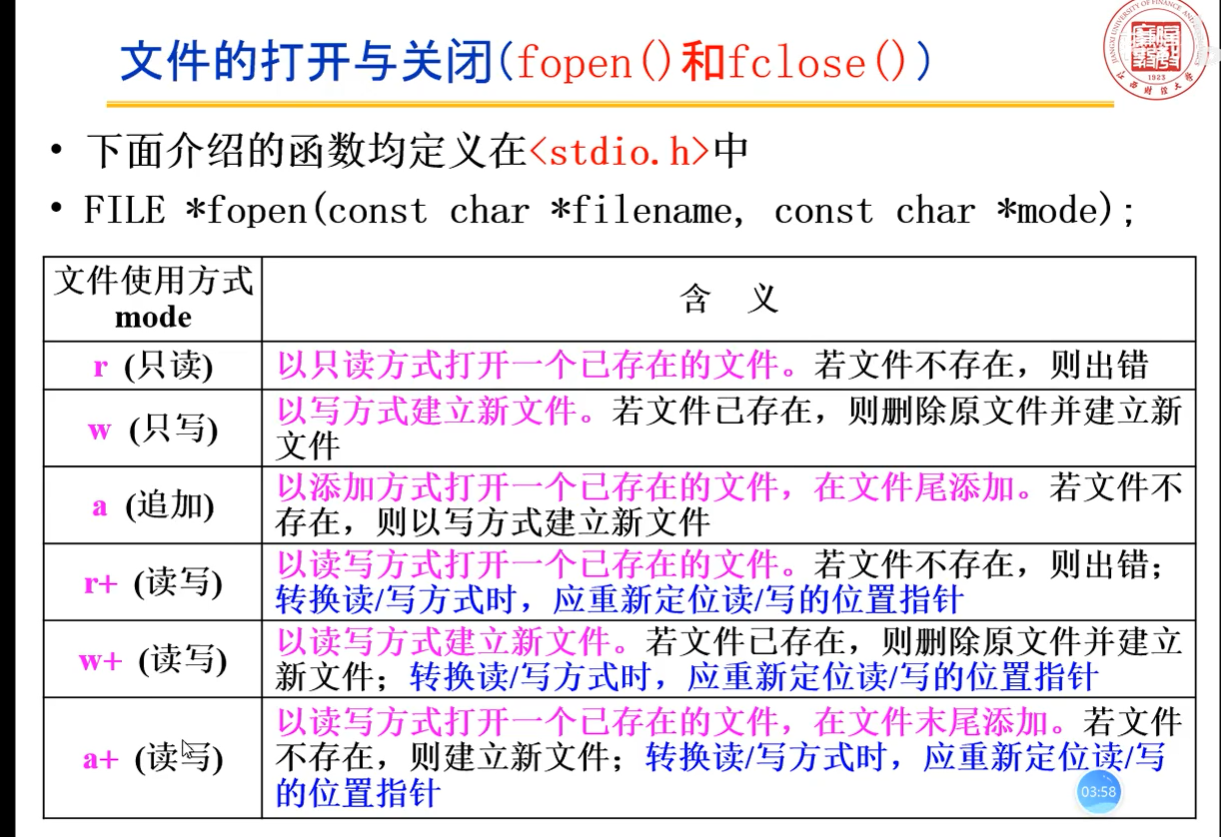 文件的打开与关闭(fopen()和fclose())
UNIVERSITY OF FINANCE AND
1923
江西财经大学
• 下面介绍的函数均定义在<stdio.h>中
• FILE *fopen(const char *filename, const char *mode);
文件使用方式
mode
含 义
r (只读)
以只读方式打开一个已存在的文件。若文件不存在，则出错
w (只写)
以写方式建立新文件。若文件已存在，则删除原文件并建立新
文件
a (追加)
以添加方式打开一个已存在的文件，在文件尾添加。若文件不
存在，则以写方式建立新文件
r+ (读写)
以读写方式打开一个已存在的文件。若文件不存在，则出错；
转换读/写方式时，应重新定位读/写的位置指针
w+ (读写)
以读写方式建立新文件。若文件已存在，则删除原文件并建立
新文件；转换读/写方式时，应重新定位读/写的位置指针
a+ (读写)
以读写方式打开一个已存在的文件，在文件末尾添加。若文件
不存在，则建立新文件；转换读/写方式时，应重新定位读/写
的位置指针
03:58